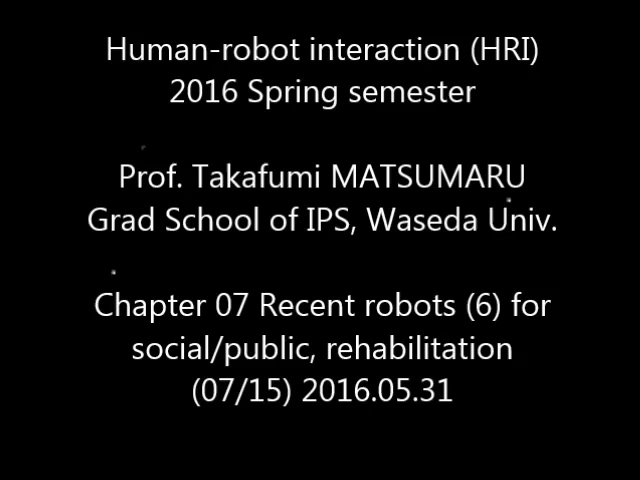 Human-robot interaction (HRI)
2016 Spring semester
Prof. Takafumi MATSUMARU
Grad School of IPS, Waseda Univ.
Chapter 07 Recent robots (6) for
social/public, rehabilitation
(07/15) 2016.05.31